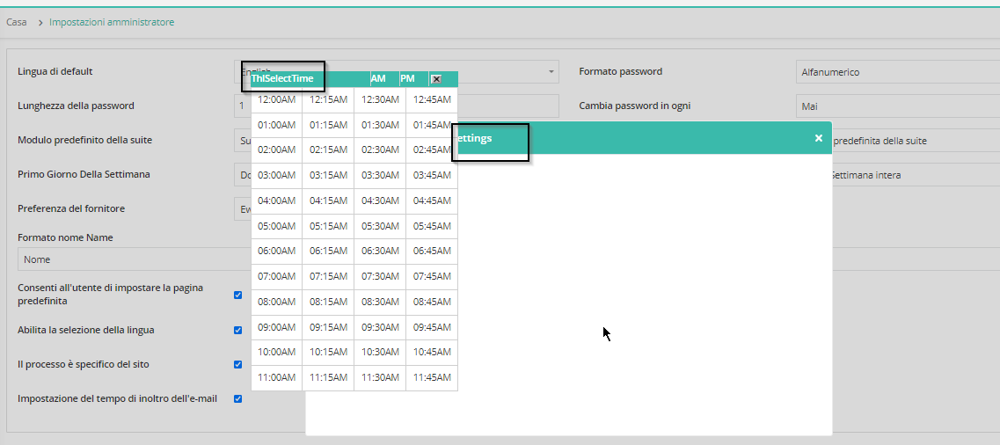 Casa > Impostazioni amministratore
Lingua di default
English
Formato password
Alfanumerico
ThlSelectTime AM PM
Lunghezza della password
1
Cambia password in ogni
Mai
12:00AM 12:15AM 12:30AM 12:45AM
01:00AM 01:15AM 01:30AM 01:45AM
02:00AM 02:15AM 02:30AM 02:45AM
03:00AM 03:15AM 03:30AM 03:45AM
04:00AM 04:15AM 04:30AM 04:45AM
05:00AM 05:15AM 05:30AM 05:45AM
06:00AM 06:15AM 06:30AM 06:45AM
07:00AM 07:15AM 07:30AM 07:45AM
08:00AM 08:15AM 08:30AM 08:45AM
09:00AM 09:15AM 09:30AM 09:45AM
10:00AM 10:15AM 10:30AM 10:45AM
11:00AM 11:15AM 11:30AM 11:45AM
ettings
Modulo predefinito della suite
Su
predefinita della suite
Primo Giorno Della Settimana
Do
Settimana intera
Preferenza del fornitore
Ew
Formato nome Name
Nome
Consenti all'utente di impostare la pagina
predefinita
Abilita la selezione della lingua
Il processo è specifico del sito
Impostazione del tempo di inoltro dell'e-mail